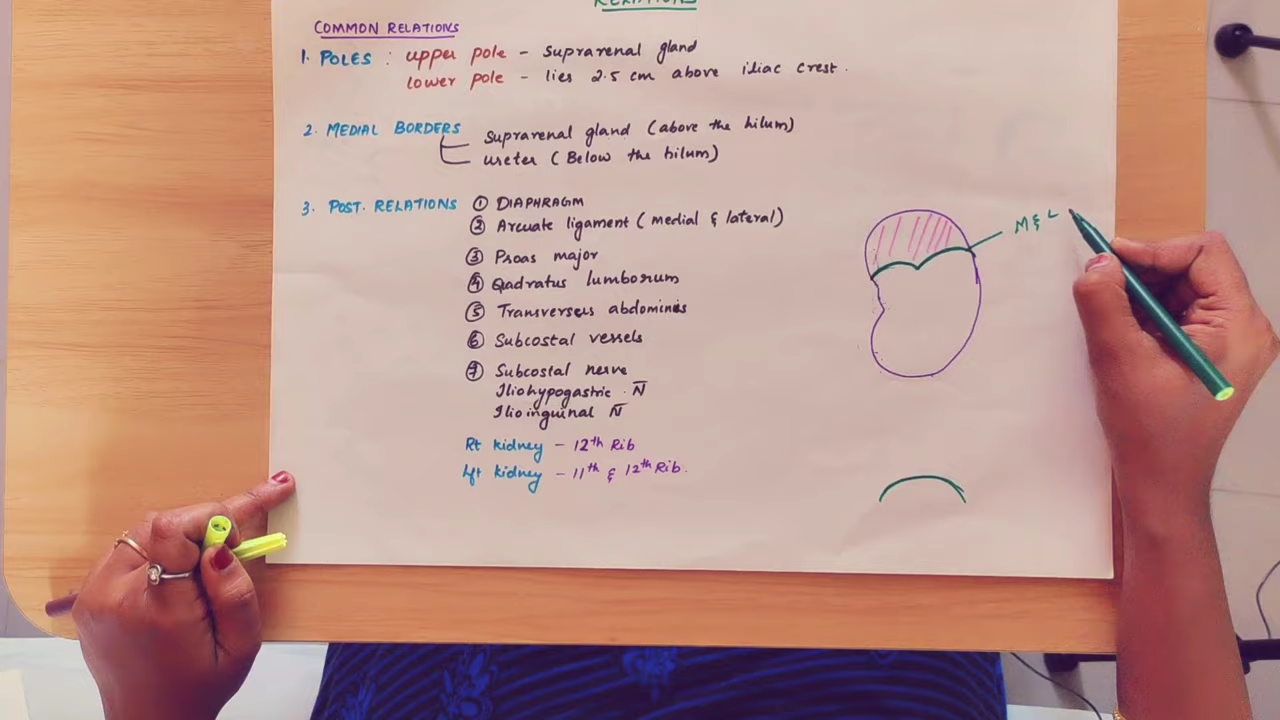 RELATIONS
COMMON RELATIONS
1. POLES : upper pole - suprarenal gland
lower pole - lies 2.5 cm above iliac crest.
2. MEDIAL BORDERS
suprarenal gland (above the hilum)
ureter (Below the hilum)
3. POST. RELATIONS ① DIAPHRAGM
② Arcuate ligament (medial & lateral)
③ Psoas major
④ Qadratus lumborum
⑤ Transversus abdominis
⑥ Subcostal vessels
⑦ Subcostal nerve
Iliohypogastric . N̄
Ilioinguinal N̄
Rt kidney - 12th Rib
Lft kidney - 11th & 12th Rib.
M & L